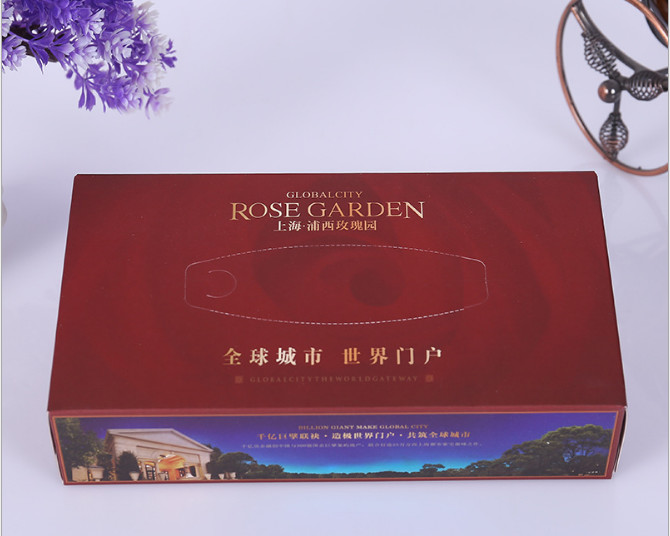 GLOBALCITY
ROSE GARDEN
上海·浦西玫瑰园
全球城市 世界门户
GLOBALCITYTHEWORLDGATEWAY
BILLION GIANT MAKE GLOBAL CITY
千亿巨擘联袂·造极世界门户·共筑全球城市